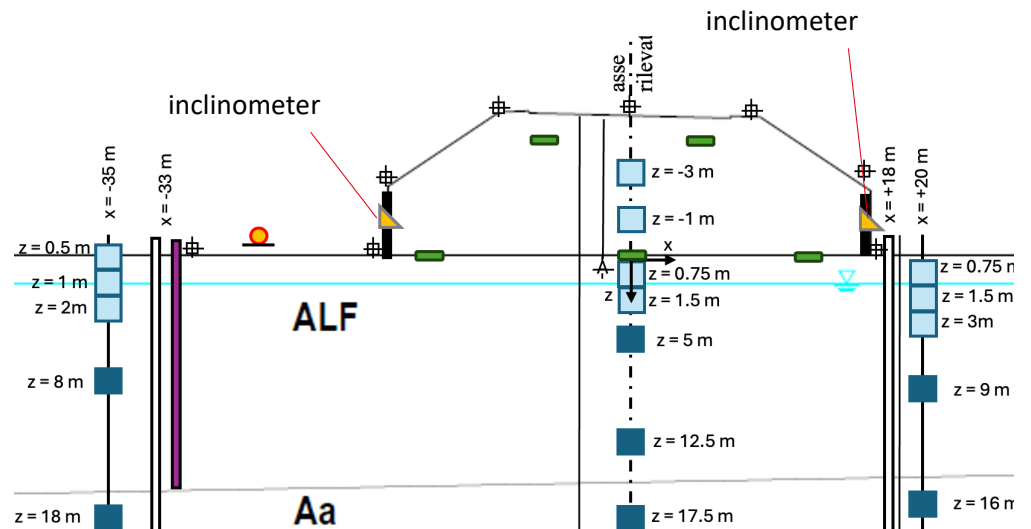 inclinometer
inclinometer
asse
rilevat
x = -35 m
x = -33 m
x = +18 m
x = +20 m
z = -3 m
z = -1 m
x
z
z = 0.5 m
z = 1 m
z = 2m
z = 8 m
z = 18 m
z = 0.75 m
z = 1.5 m
z = 5 m
z = 12.5 m
z = 17.5 m
z = 0.75 m
z = 1.5 m
z = 3m
z = 9 m
z = 16 m
ALF
Aa